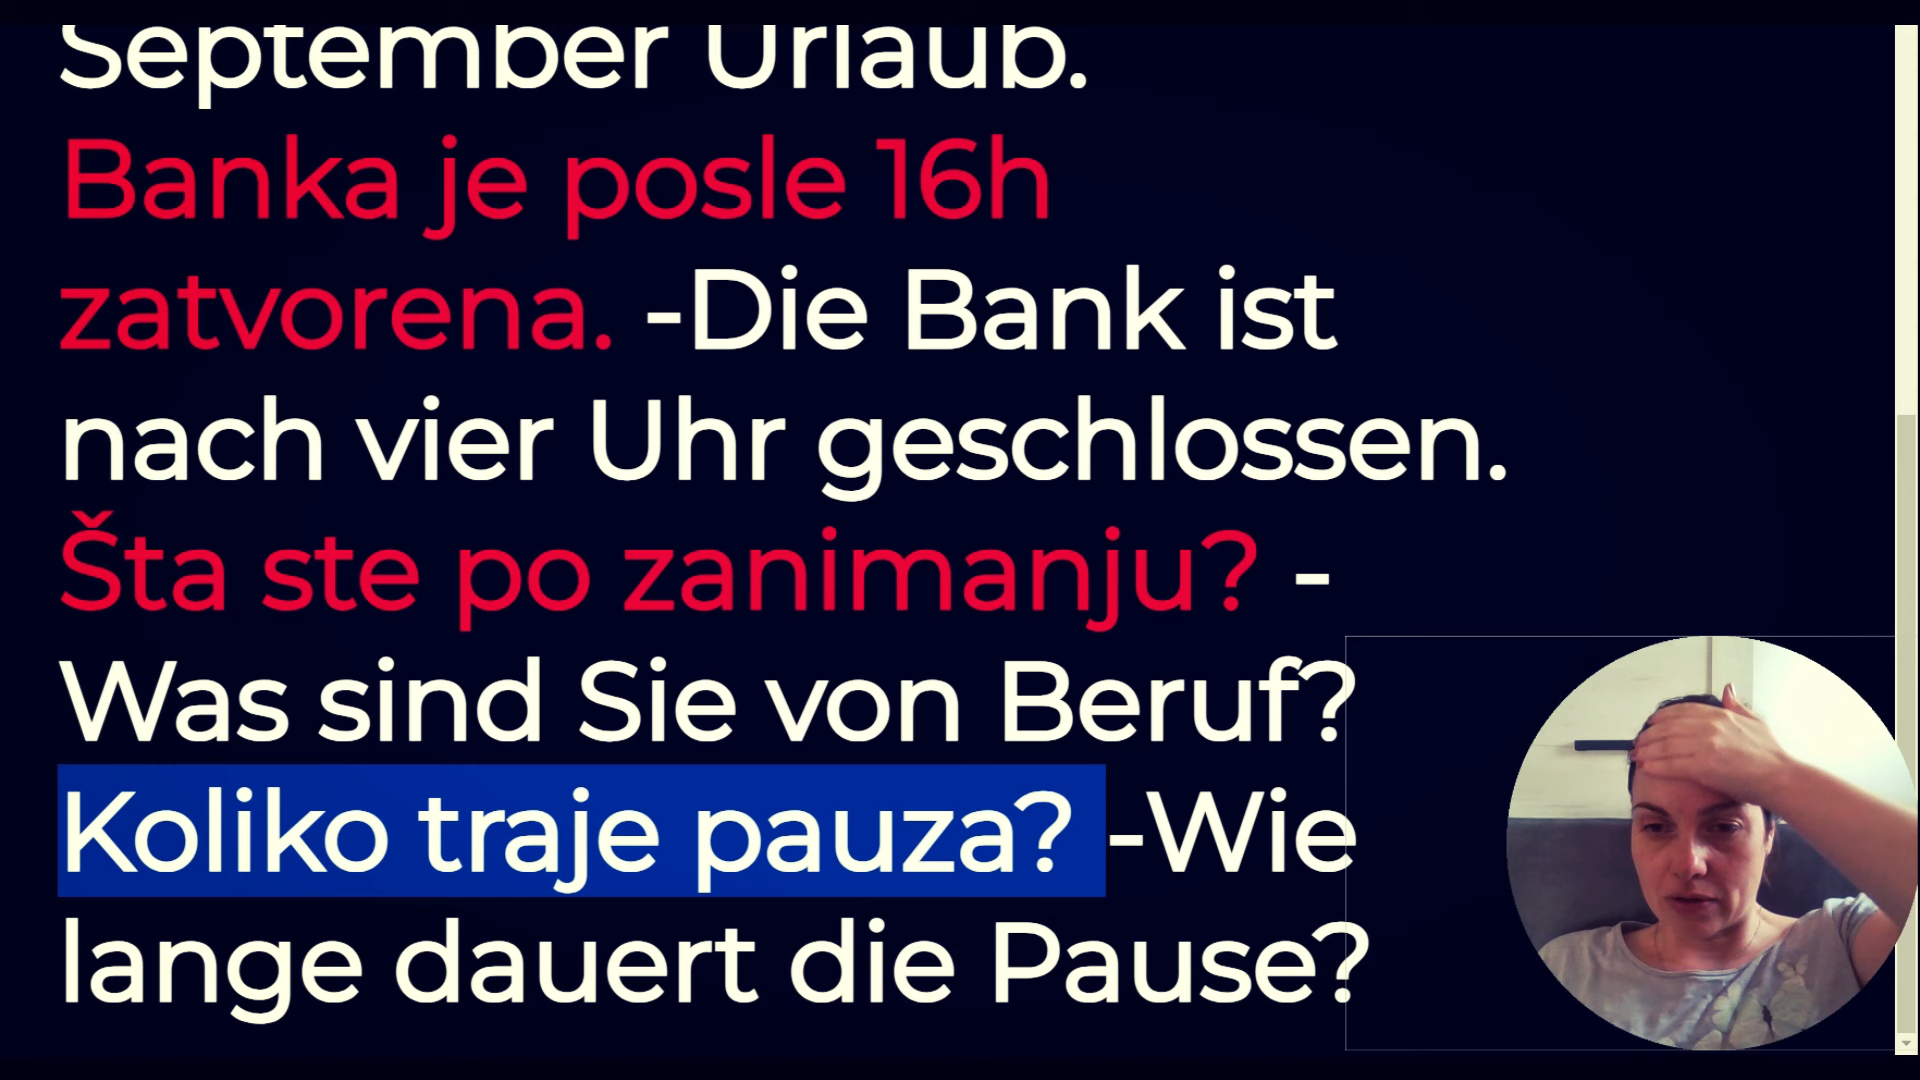 September Urlaub.
Banka je posle 16h
zatvorena. -Die Bank ist
nach vier Uhr geschlossen.
Šta ste po zanimanju? -
Was sind Sie von Beruf?
Koliko traje pauza? -Wie
lange dauert die Pause?